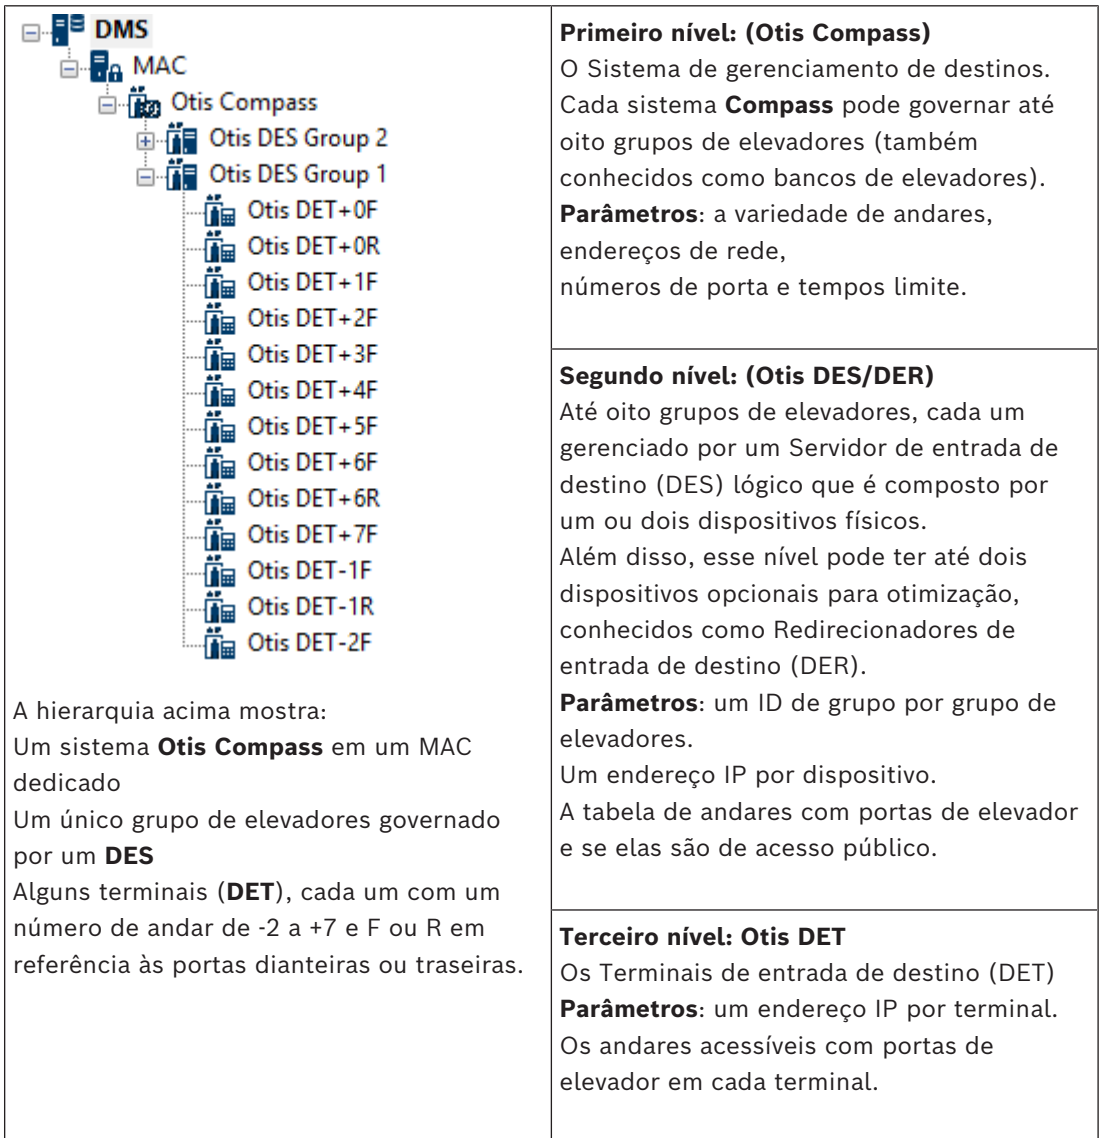 DMS
MAC
Otis Compass
Otis DES Group 2
Otis DES Group 1
Otis DET+0F
Otis DET+0R
Otis DET+1F
Otis DET+2F
Otis DET+3F
Otis DET+4F
Otis DET+5F
Otis DET+6F
Otis DET+6R
Otis DET+7F
Otis DET-1F
Otis DET-1R
Otis DET-2F
A hierarquia acima mostra:
Um sistema Otis Compass em um MAC
dedicado
Um único grupo de elevadores governado
por um DES
Alguns terminais (DET), cada um com um
número de andar de -2 a +7 e F ou R em
referência às portas dianteiras ou traseiras.
Primeiro nível: (Otis Compass)
O Sistema de gerenciamento de destinos.
Cada sistema Compass pode governar até
oito grupos de elevadores (também
conhecidos como bancos de elevadores).
Parâmetros: a variedade de andares,
endereços de rede,
números de porta e tempos limite.
Segundo nível: (Otis DES/DER)
Até oito grupos de elevadores, cada um
gerenciado por um Servidor de entrada de
destino (DES) lógico que é composto por
um ou dois dispositivos físicos.
Além disso, esse nível pode ter até dois
dispositivos opcionais para otimização,
conhecidos como Redirecionadores de
entrada de destino (DER).
Parâmetros: um ID de grupo por grupo de
elevadores.
Um endereço IP por dispositivo.
A tabela de andares com portas de elevador
e se elas são de acesso público.
Terceiro nível: Otis DET
Os Terminais de entrada de destino (DET)
Parâmetros: um endereço IP por terminal.
Os andares acessíveis com portas de
elevador em cada terminal.